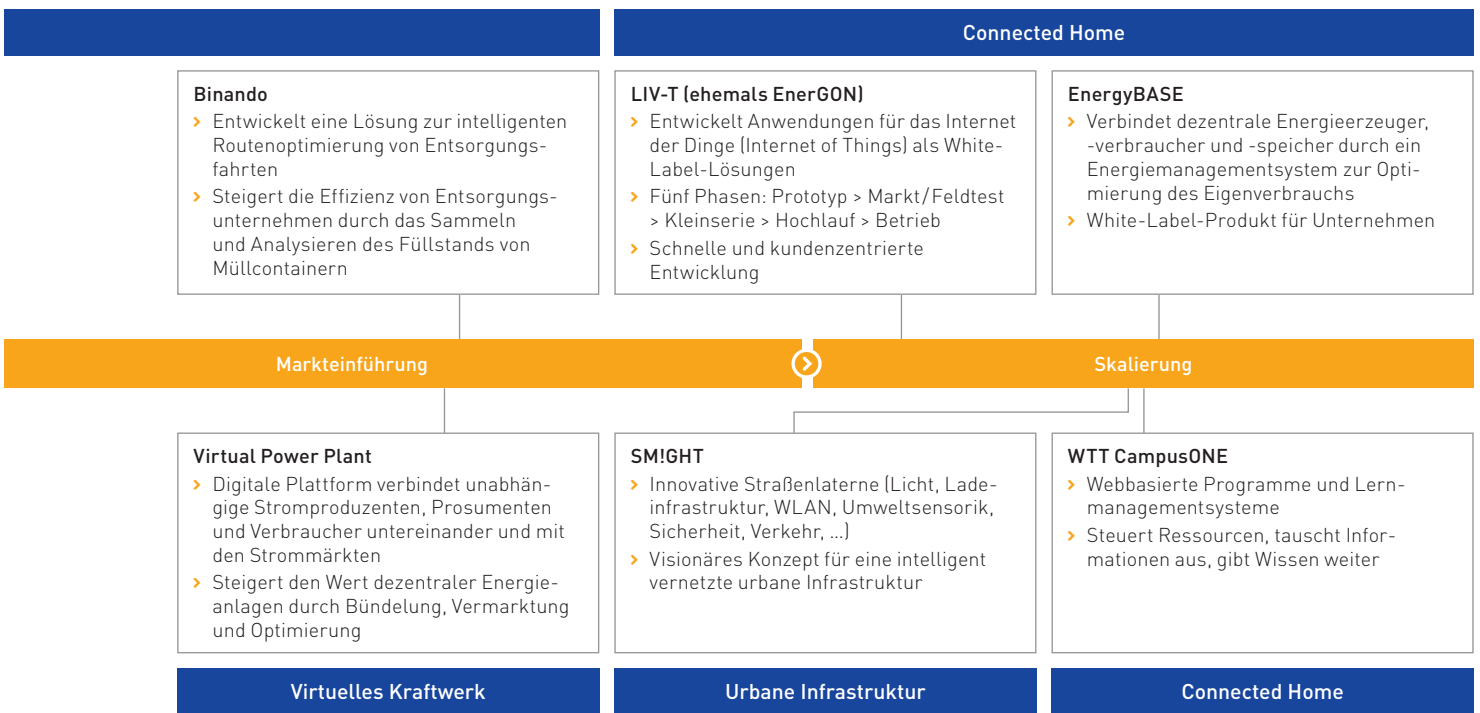 Connected Home
Binando
› Entwickelt eine Lösung zur intelligenten
Routenoptimierung von Entsorgungs-
fahrten
› Steigert die Effizienz von Entsorgungs-
unternehmen durch das Sammeln
und Analysieren des Füllstands von
Müllcontainern
LIV-T (ehemals EnerGON)
› Entwickelt Anwendungen für das Internet
der Dinge (Internet of Things) als White-
Label-Lösungen
› Fünf Phasen: Prototyp > Markt/Feldtest
> Kleinserie > Hochlauf > Betrieb
› Schnelle und kundenzentrierte
Entwicklung
EnergyBASE
› Verbindet dezentrale Energieerzeuger,
-verbraucher und -speicher durch ein
Energiemanagementsystem zur Opti-
mierung des Eigenverbrauchs
› White-Label-Produkt für Unternehmen
Markteinführung
Skalierung
Virtual Power Plant
› Digitale Plattform verbindet unabhän-
gige Stromproduzenten, Prosumenten
und Verbraucher untereinander und mit
den Strommärkten
› Steigert den Wert dezentraler Energie-
anlagen durch Bündelung, Vermarktung
und Optimierung
SM!GHT
› Innovative Straßenlaterne (Licht, Lade-
infrastruktur, WLAN, Umweltsensorik,
Sicherheit, Verkehr, …)
› Visionäres Konzept für eine intelligent
vernetzte urbane Infrastruktur
WTT CampusONE
› Webbasierte Programme und Lern-
managementsysteme
› Steuert Ressourcen, tauscht Infor-
mationen aus, gibt Wissen weiter
Virtuelles Kraftwerk
Urbane Infrastruktur
Connected Home